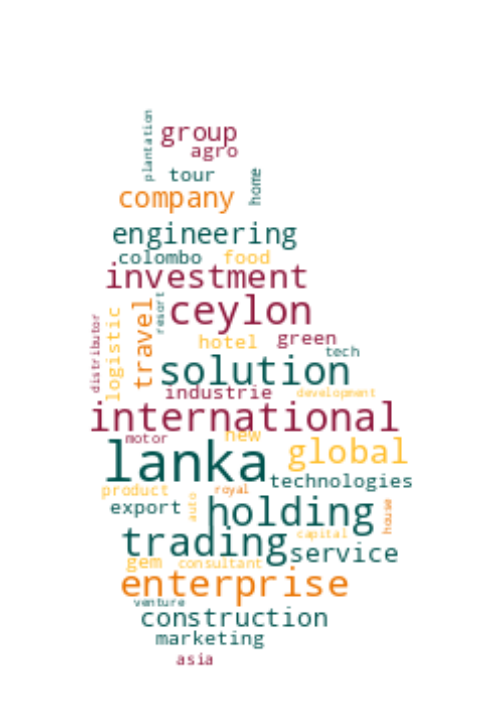 plantation
group
agro
tour
home
company
engineering
colombo food
investment
resort
ceylon
travel
logistic
distributor
hotel green
tech
solution
industrie development
international
motor new
lanka global
technologies
product royal
export auto holding house
trading capital
service
gem consultant
enterprise
venture
construction
marketing
asia